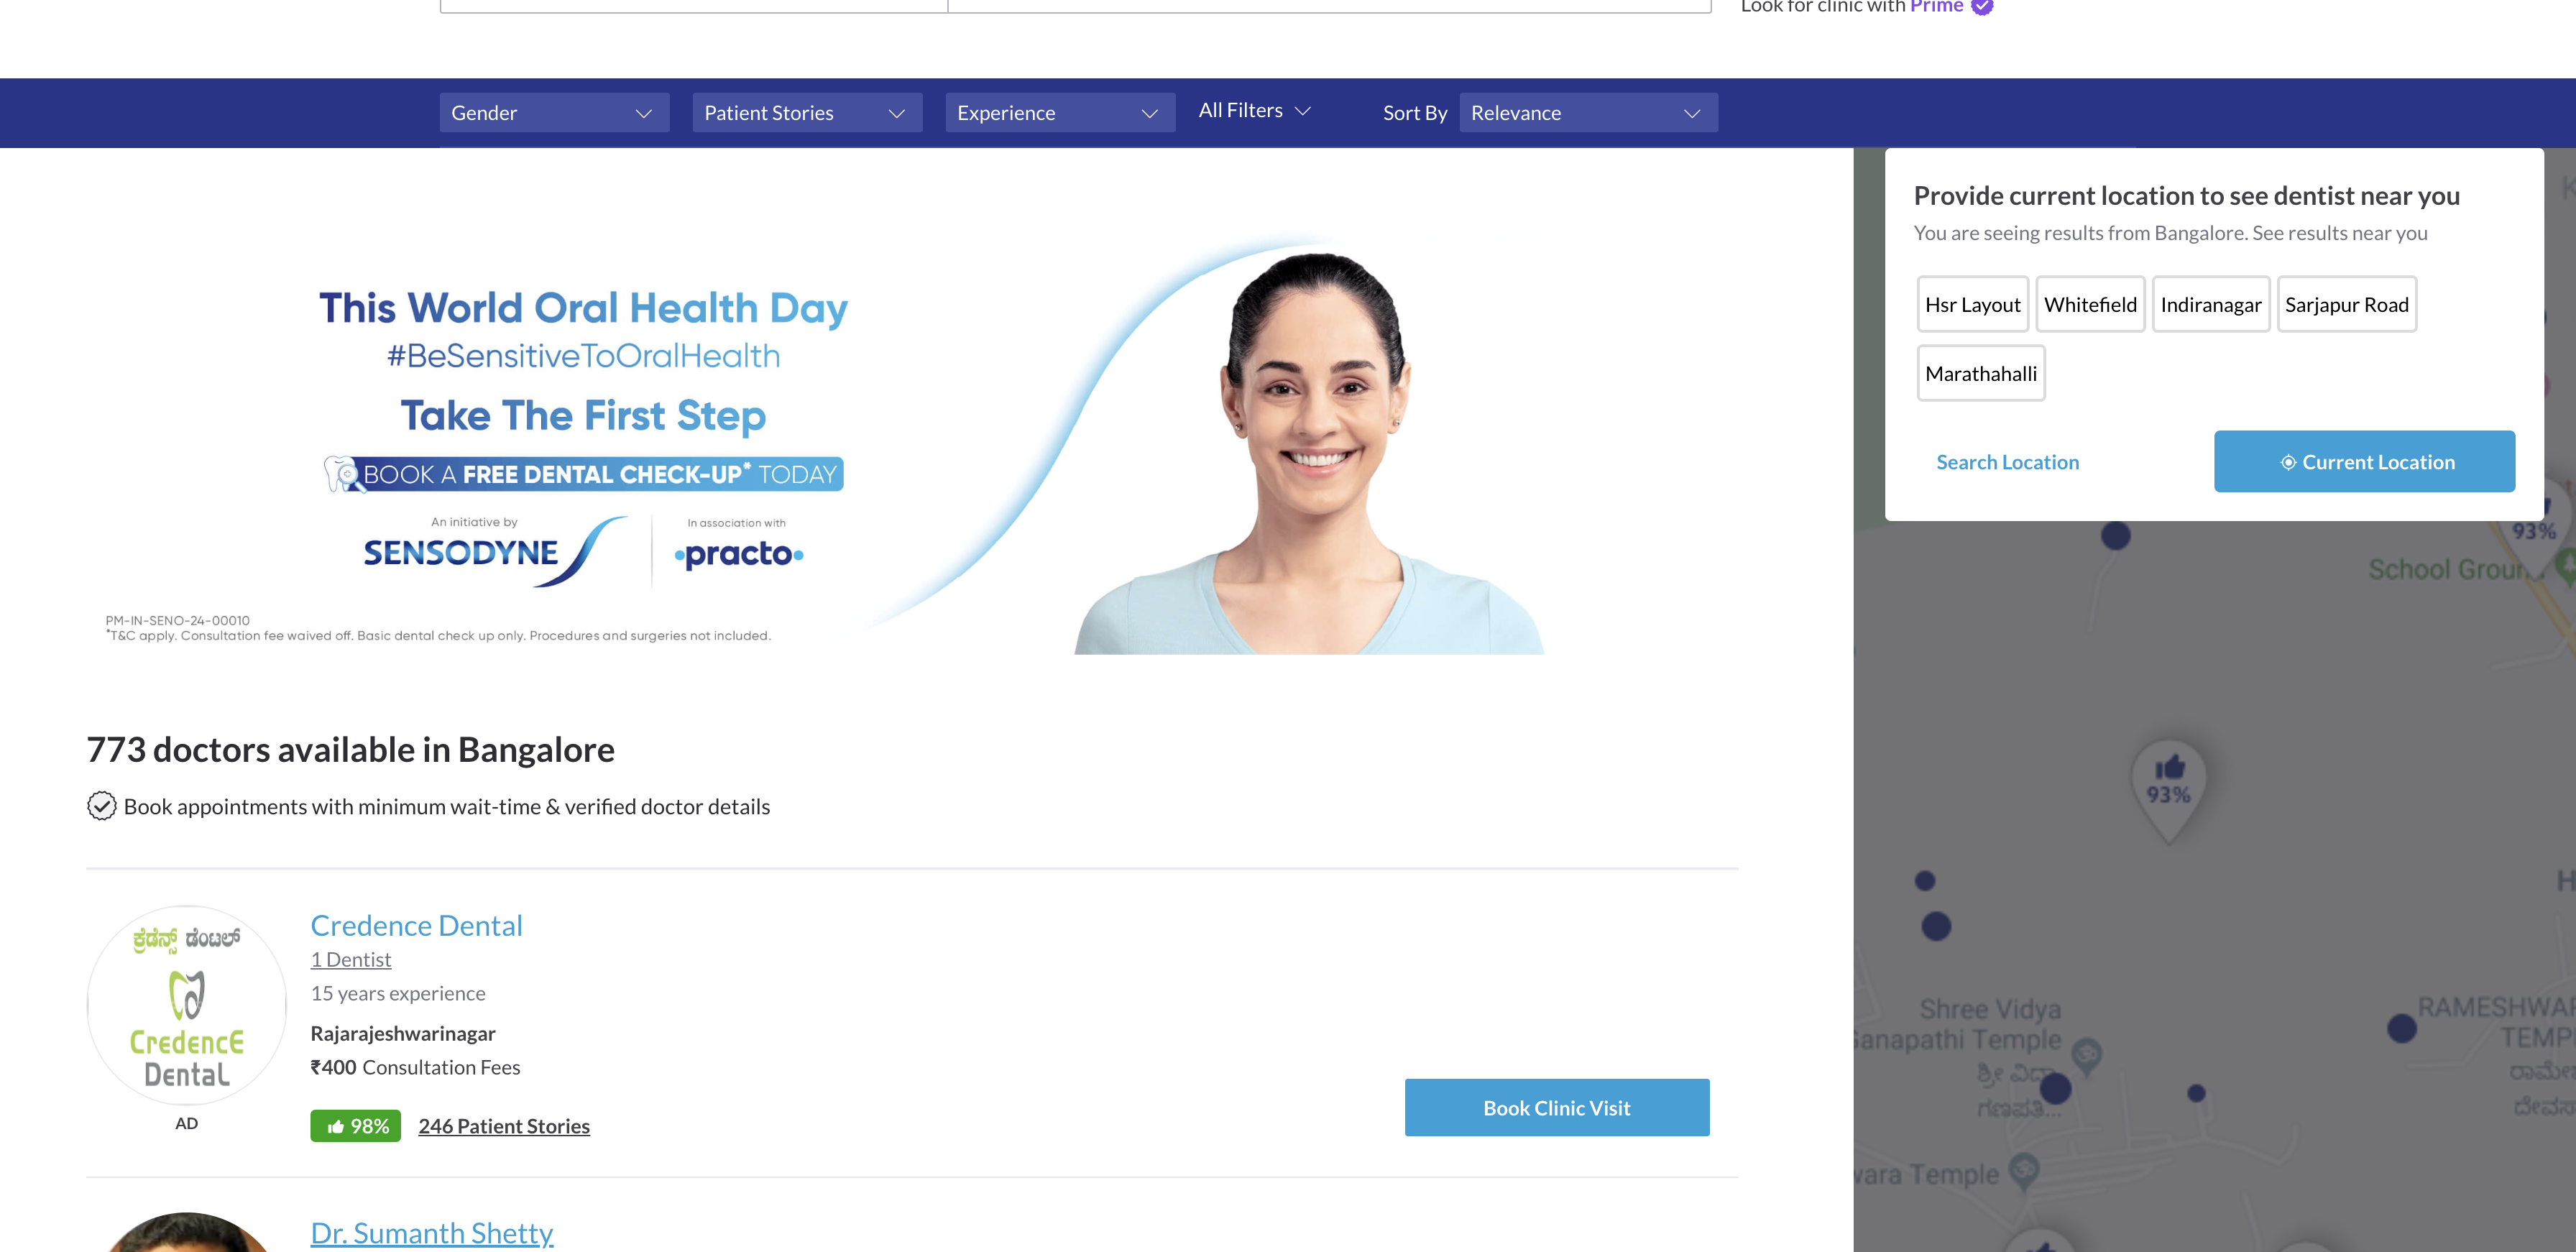 Look for clinic with Prime
Gender
Patient Stories
Experience
All Filters
Sort By
Relevance
This World Oral Health Day
#BeSensitiveToOralHealth
Take The First Step
BOOK A FREE DENTAL CHECK-UP* TODAY
An initiative by
SENSODYNE
In association with
practo
PM-IN-SENO-24-00010
*T&C apply. Consultation fee waived off. Basic dental check up only. Procedures and surgeries not included.
773 doctors available in Bangalore
Book appointments with minimum wait-time & verified doctor details
ಕ್ರೆಡೆನ್ಸ್ ಡೆಂಟಲ್
CredencE
DentaL
AD
Credence Dental
1 Dentist
15 years experience
Rajarajeshwarinagar
₹400 Consultation Fees
98%
246 Patient Stories
Book Clinic Visit
Dr. Sumanth Shetty
Provide current location to see dentist near you
You are seeing results from Bangalore. See results near you
Hsr Layout
Whitefield
Indiranagar
Sarjapur Road
Marathahalli
Search Location
Current Location
93%
School
93%
Shree Vidya
Ganapathi Temple
ಶ್ರೀ ವಿದ್ಯಾ
ಗಣಪತಿ...
Temple